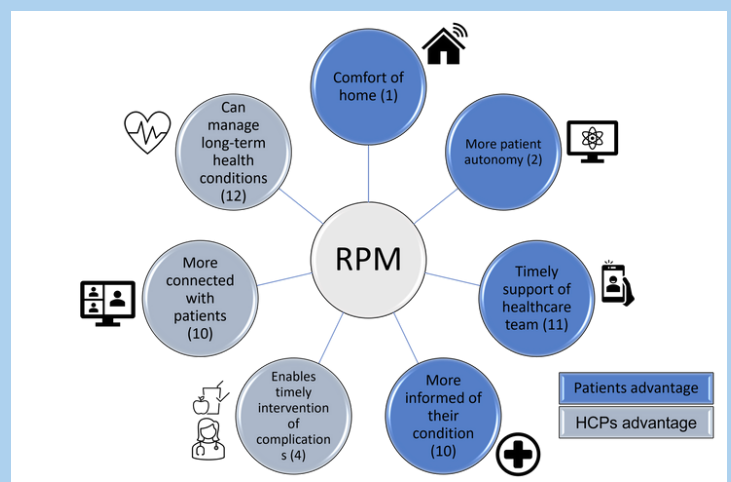 Comfort of
home (1)
More patient
autonomy (2)
Timely
support of
healthcare
team (11)
More
informed of
their
condition
(10)
Enables
timely
intervention of
complication
s (4)
More
connected
with
patients
(10)
Can
manage
long-term
health
conditions
(12)
RPM
Patients advantage
HCPs advantage